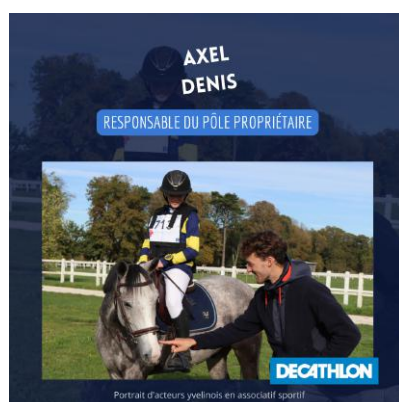 AXEL
DENIS
RESPONSABLE DU PÔLE PROPRIÉTAIRE
DECATHLON
Portrait d'acteurs yvelinois en associatif sportif